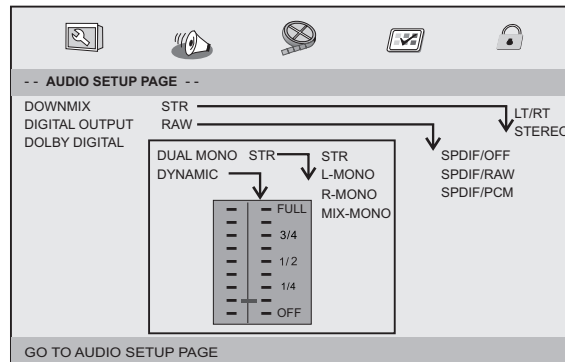 - - AUDIO SETUP PAGE - -
DOWNMIX STR
LT/RT
STEREO
DIGITAL OUTPUT RAW
SPDIF/OFF
SPDIF/RAW
SPDIF/PCM
DOLBY DIGITAL
DUAL MONO STR
STR
L-MONO
R-MONO
MIX-MONO
DYNAMIC
FULL
3/4
1/2
1/4
OFF
GO TO AUDIO SETUP PAGE